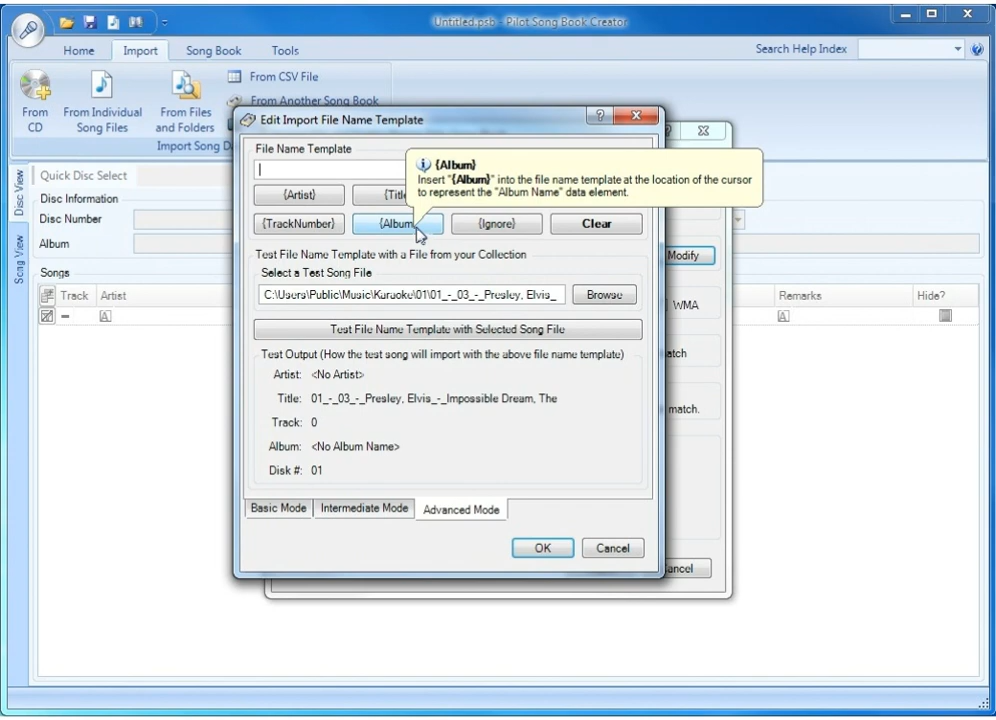 Untitled.psb - Pilot Song Book Creator
Home Import Song Book Tools
Search Help Index
From CSV File
From Another Song Book
From CD
From Individual Song Files
From Files and Folders
Import Song D
Disc View
Song View
Quick Disc Select
Disc Information
Disc Number
Album
Songs
Track Artist
Remarks Hide?
Edit Import File Name Template
File Name Template
{Artist} {Title
{TrackNumber} {Album {Ignore} Clear
{Album}
Insert "{Album}" into the file name template at the location of the cursor
to represent the "Album Name" data element.
Test File Name Template with a File from your Collection
Select a Test Song File
C:\Users\Public\Music\Karaoke\01\01_-_03_-_Presley, Elvis_ Browse
Test File Name Template with Selected Song File
Test Output (How the test song will import with the above file name template)
Artist: <No Artist>
Title: 01_-_03_-_Presley, Elvis_-_Impossible Dream, The
Track: 0
Album: <No Album Name>
Disk #: 01
Basic Mode Intermediate Mode Advanced Mode
OK Cancel
Modify
WMA
atch
match.
ancel